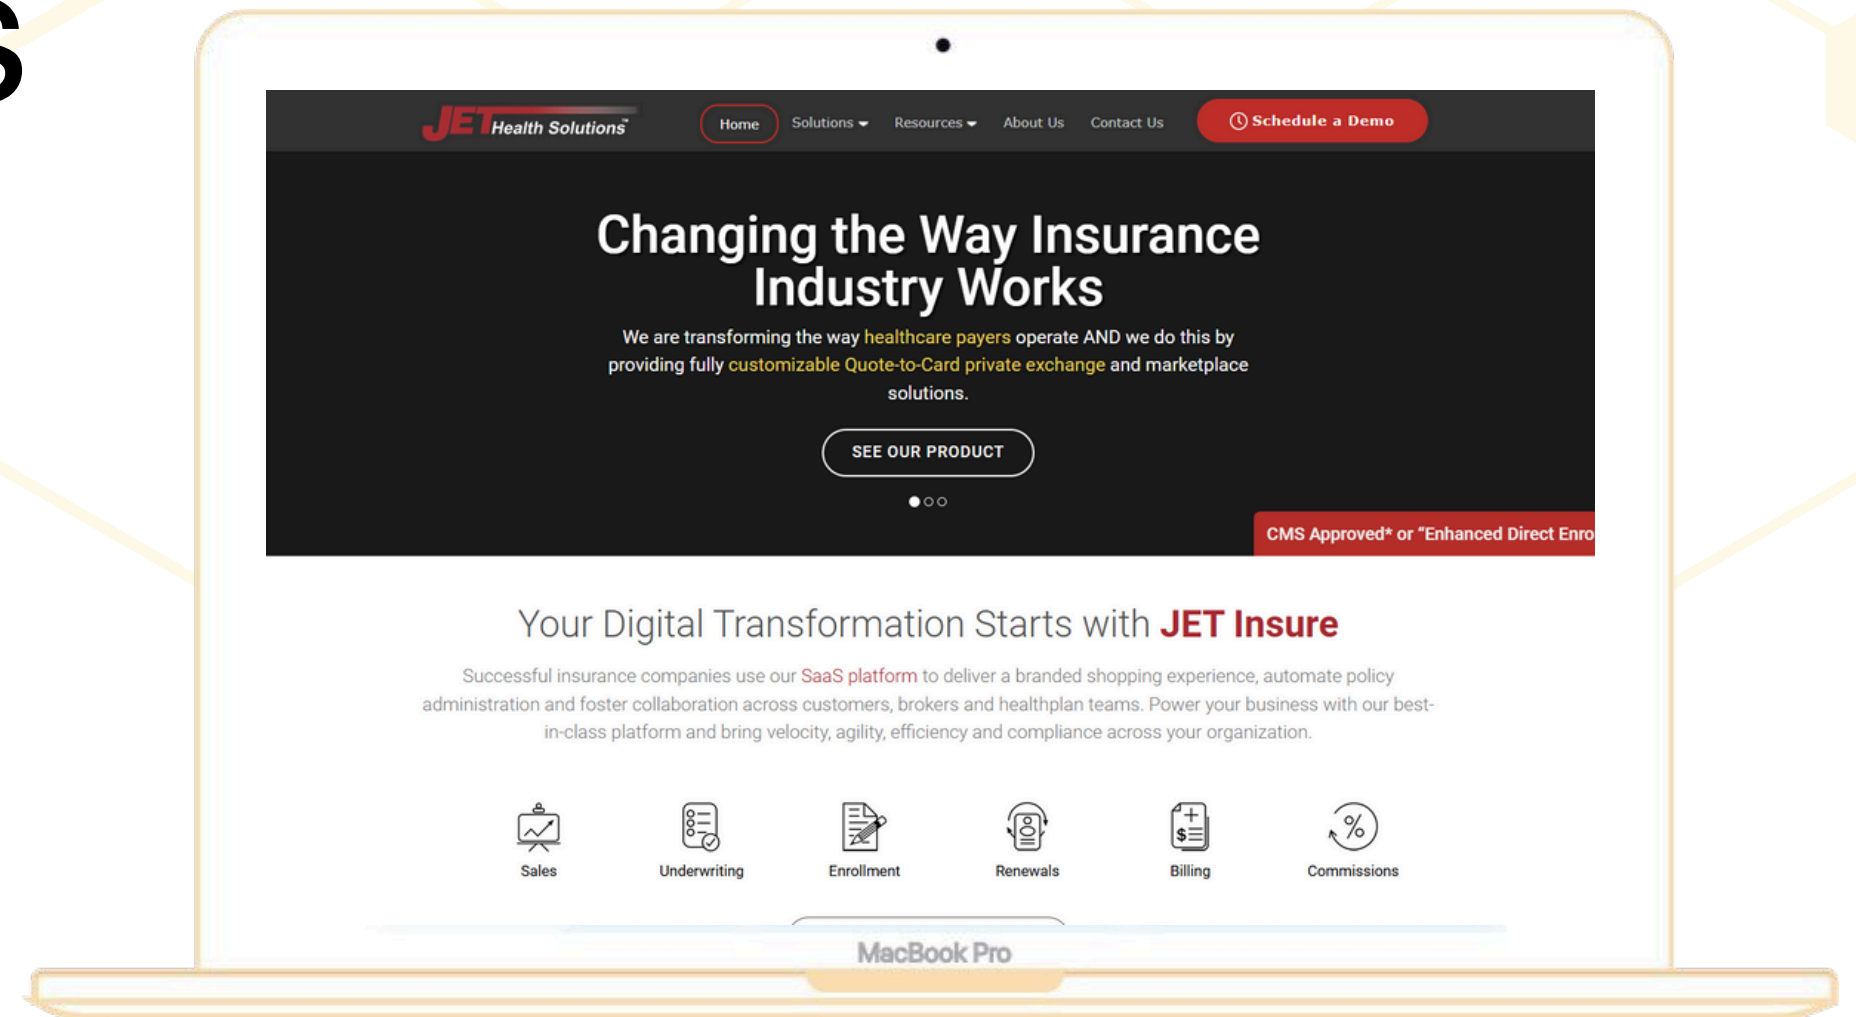 S
JET Health Solutions™
Home Solutions Resources About Us Contact Us Schedule a Demo
Changing the Way Insurance
Industry Works
We are transforming the way healthcare payers operate AND we do this by
providing fully customizable Quote-to-Card private exchange and marketplace
solutions.
SEE OUR PRODUCT
CMS Approved* or “Enhanced Direct Enro
Your Digital Transformation Starts with JET Insure
Successful insurance companies use our SaaS platform to deliver a branded shopping experience, automate policy
administration and foster collaboration across customers, brokers and healthplan teams. Power your business with our best-
in-class platform and bring velocity, agility, efficiency and compliance across your organization.
Sales Underwriting Enrollment Renewals Billing Commissions
MacBook Pro